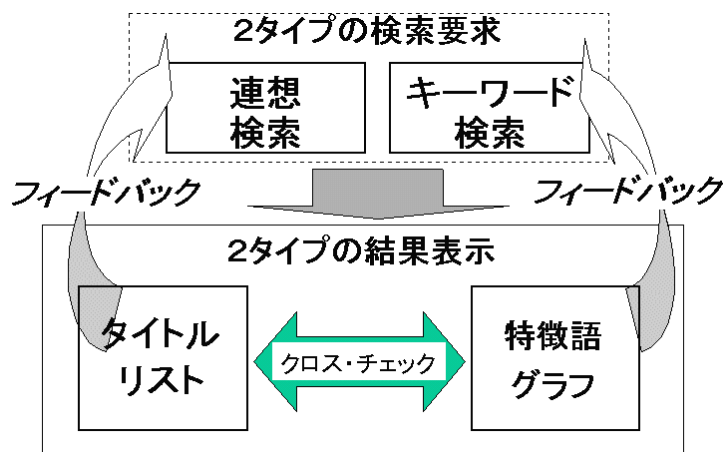 2タイプの検索要求
連想
検索
キーワード
検索
フィードバック
フィードバック
2タイプの結果表示
タイトル
リスト
クロス・チェック
特徴語
グラフ